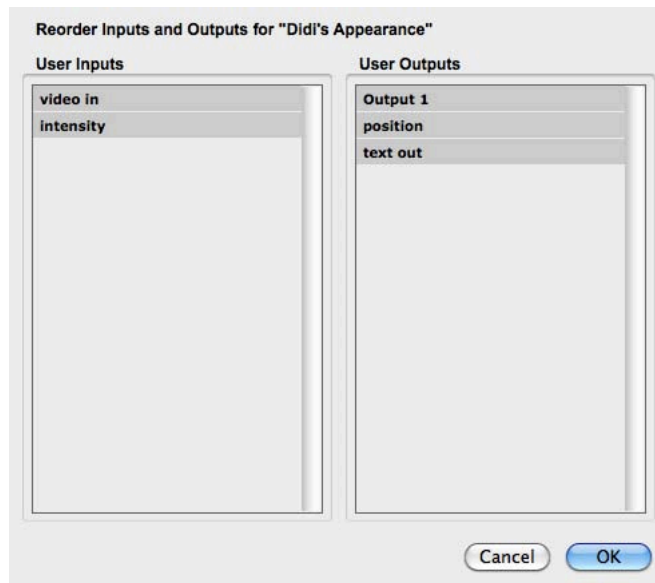 Reorder Inputs and Outputs for "Didi's Appearance"
User Inputs
video in
intensity
User Outputs
Output 1
position
text out
Cancel
OK